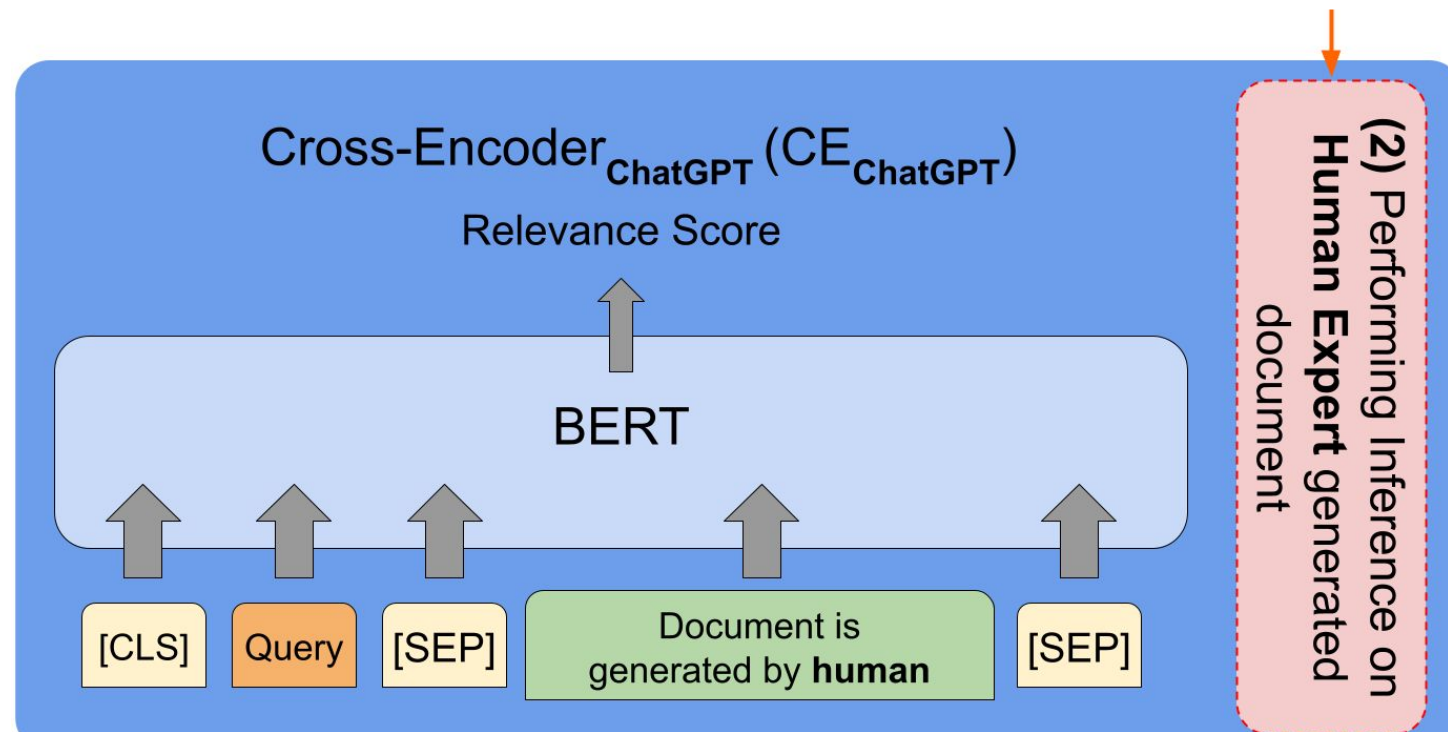 Cross-Encoder ChatGPT (CE ChatGPT)
Relevance Score
BERT
[CLS]
Query
[SEP]
Document is
generated by human
[SEP]
(2) Performing Inference on
Human Expert generated
document